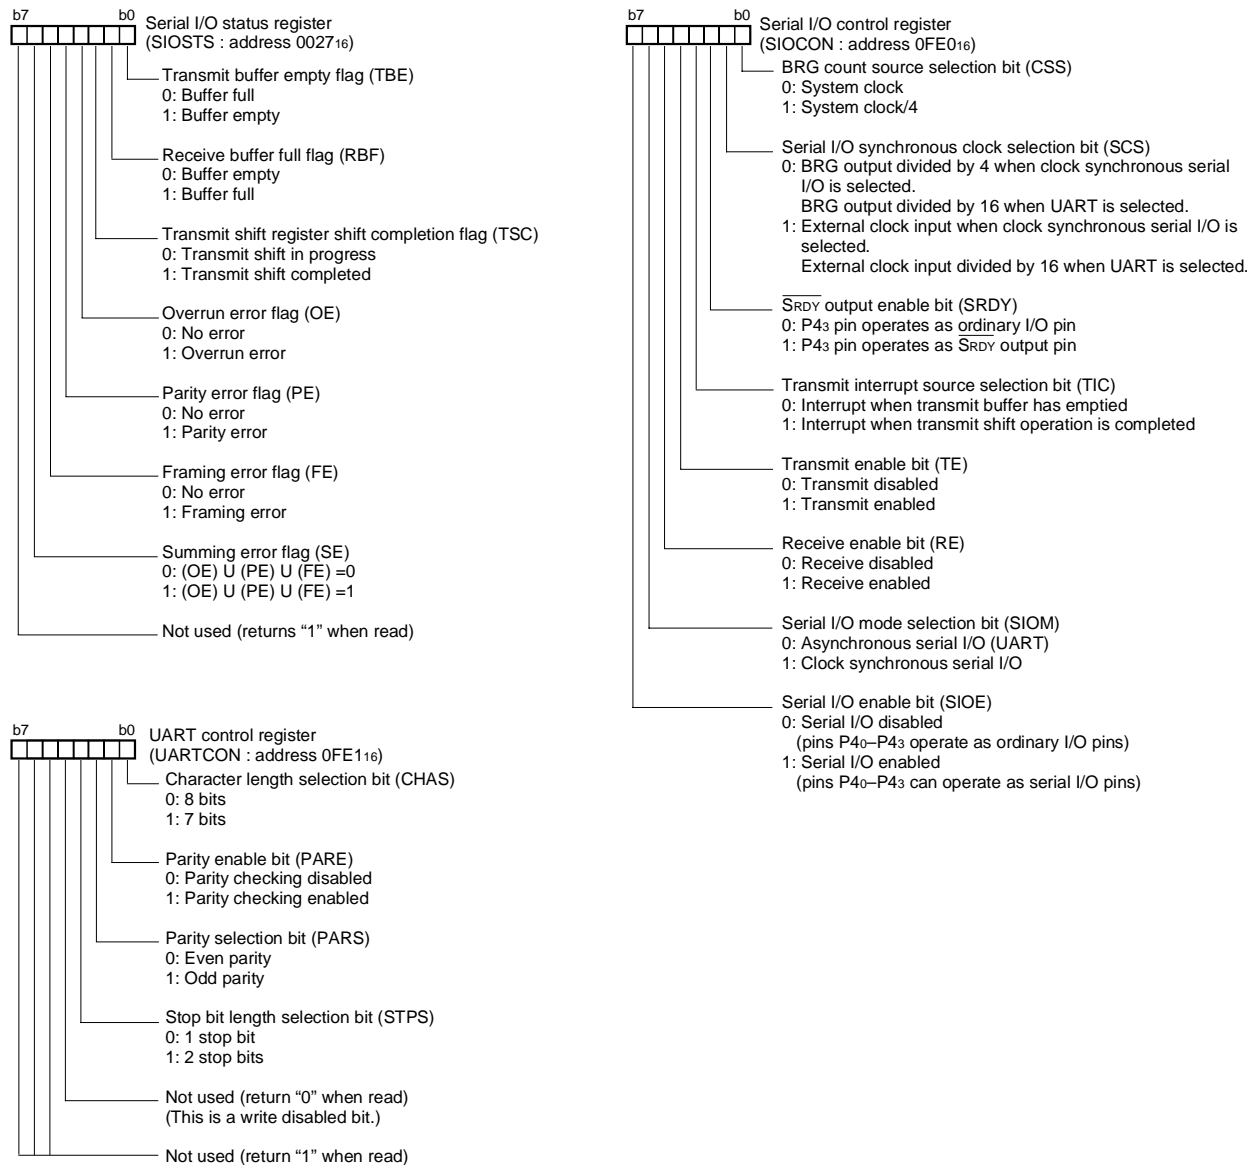 b7 b0 Serial I/O status register
(SIOSTS : address 002716)
Transmit buffer empty flag (TBE)
0: Buffer full
1: Buffer empty
Receive buffer full flag (RBF)
0: Buffer empty
1: Buffer full
Transmit shift register shift completion flag (TSC)
0: Transmit shift in progress
1: Transmit shift completed
Overrun error flag (OE)
0: No error
1: Overrun error
Parity error flag (PE)
0: No error
1: Parity error
Framing error flag (FE)
0: No error
1: Framing error
Summing error flag (SE)
0: (OE) U (PE) U (FE) =0
1: (OE) U (PE) U (FE) =1
Not used (returns “1” when read)
b7 b0 UART control register
(UARTCON : address 0FE116)
Character length selection bit (CHAS)
0: 8 bits
1: 7 bits
Parity enable bit (PARE)
0: Parity checking disabled
1: Parity checking enabled
Parity selection bit (PARS)
0: Even parity
1: Odd parity
Stop bit length selection bit (STPS)
0: 1 stop bit
1: 2 stop bits
Not used (return “0” when read)
(This is a write disabled bit.)
Not used (return “1” when read)
b7 b0 Serial I/O control register
(SIOCON : address 0FE016)
BRG count source selection bit (CSS)
0: System clock
1: System clock/4
Serial I/O synchronous clock selection bit (SCS)
0: BRG output divided by 4 when clock synchronous serial
I/O is selected.
BRG output divided by 16 when UART is selected.
1: External clock input when clock synchronous serial I/O is
selected.
External clock input divided by 16 when UART is selected.
SRDY output enable bit (SRDY)
0: P43 pin operates as ordinary I/O pin
1: P43 pin operates as SRDY output pin
Transmit interrupt source selection bit (TIC)
0: Interrupt when transmit buffer has emptied
1: Interrupt when transmit shift operation is completed
Transmit enable bit (TE)
0: Transmit disabled
1: Transmit enabled
Receive enable bit (RE)
0: Receive disabled
1: Receive enabled
Serial I/O mode selection bit (SIOM)
0: Asynchronous serial I/O (UART)
1: Clock synchronous serial I/O
Serial I/O enable bit (SIOE)
0: Serial I/O disabled
(pins P40–P43 operate as ordinary I/O pins)
1: Serial I/O enabled
(pins P40–P43 can operate as serial I/O pins)